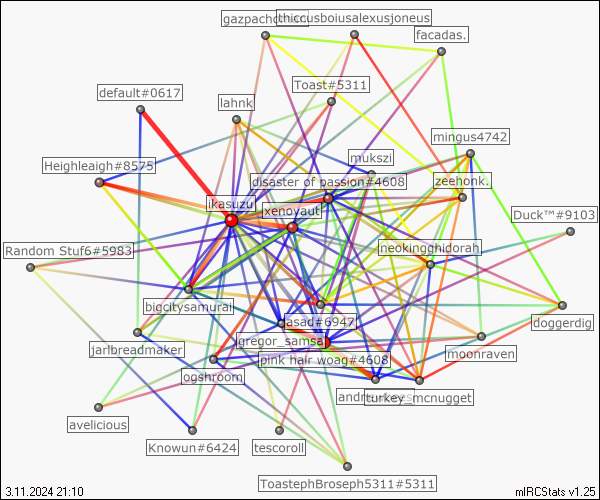 thiccusboiusalexusjoneus
facadas.
Toast#5311
default#0617
lahnk
mingus4742
mukszi
Heighleaigh#8575
disaster of passion#4608
zeehonk.
ikasuzu
xenoyaut
Duck™#9103
neokingghidorah
Random Stuf6#5983
bigcitysamurai
asad#6947
doggerdig
gregor_samsa
jarlbreadmaker
moonraven
pink hair woag#4608
ogshroom
turkey_mcnugget
avelicious
Knowun#6424
tescoroll
ToastephBroseph5311#5311
3.11.2024 21:10
mIRCStats v1.25